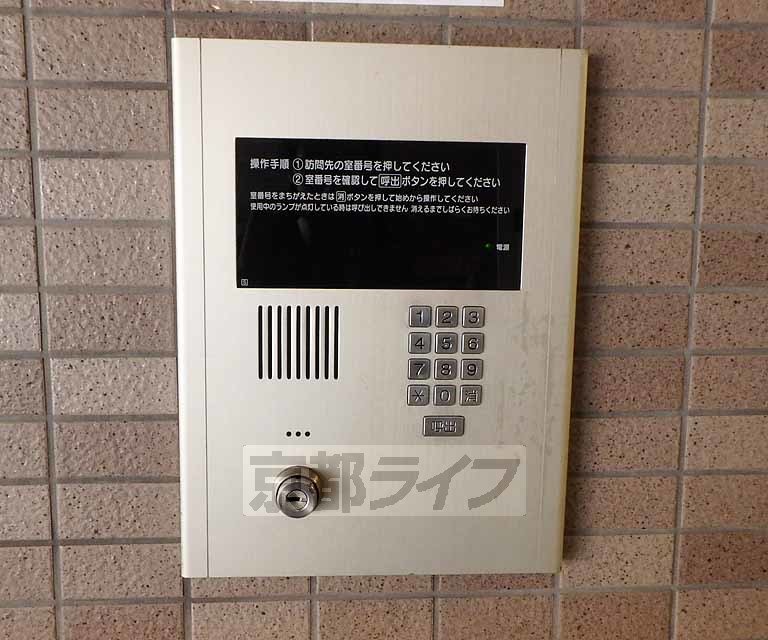 操作手順 ①訪問先の室番号を押してください
②室番号を確認して呼出ボタンを押してください
室番号をまちがえたときは消ボタンを押して始めから操作してください
使用中のランプが点灯している時は呼び出しできません 消えるまでしばらくお待ちください
電源
1 2 3
4 5 6
7 8 9
* 0 消
呼出
京都ライフ